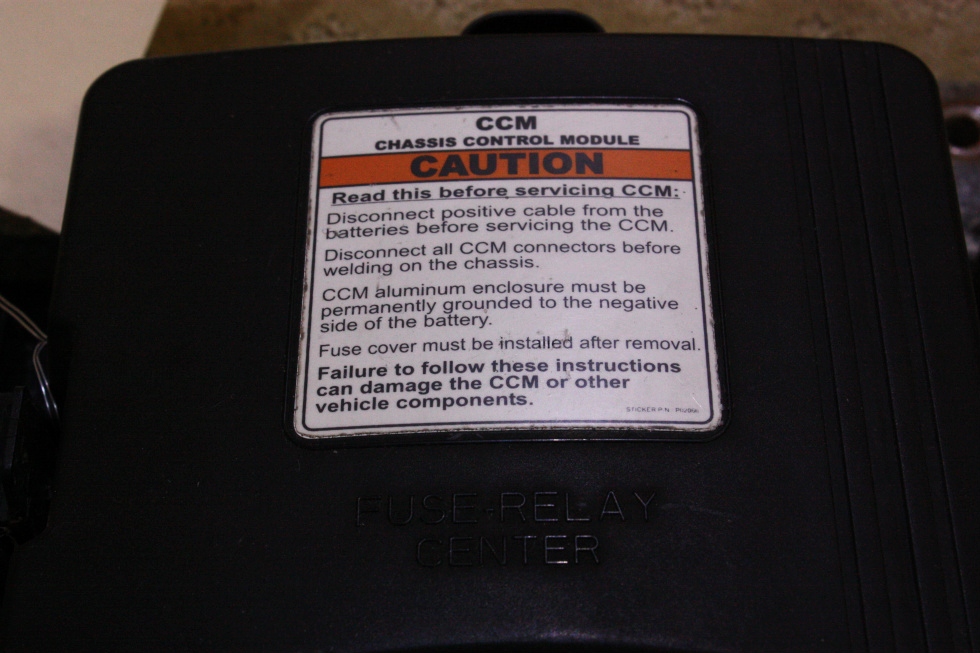 CCM
CHASSIS CONTROL MODULE
CAUTION
Read this before servicing CCM:
Disconnect positive cable from the
batteries before servicing the CCM.
Disconnect all CCM connectors before
welding on the chassis.
CCM aluminum enclosure must be
permanently grounded to the negative
side of the battery.
Fuse cover must be installed after removal.
Failure to follow these instructions
can damage the CCM or other
vehicle components.
STICKER P.N.
FUSE-RELAY
CENTER